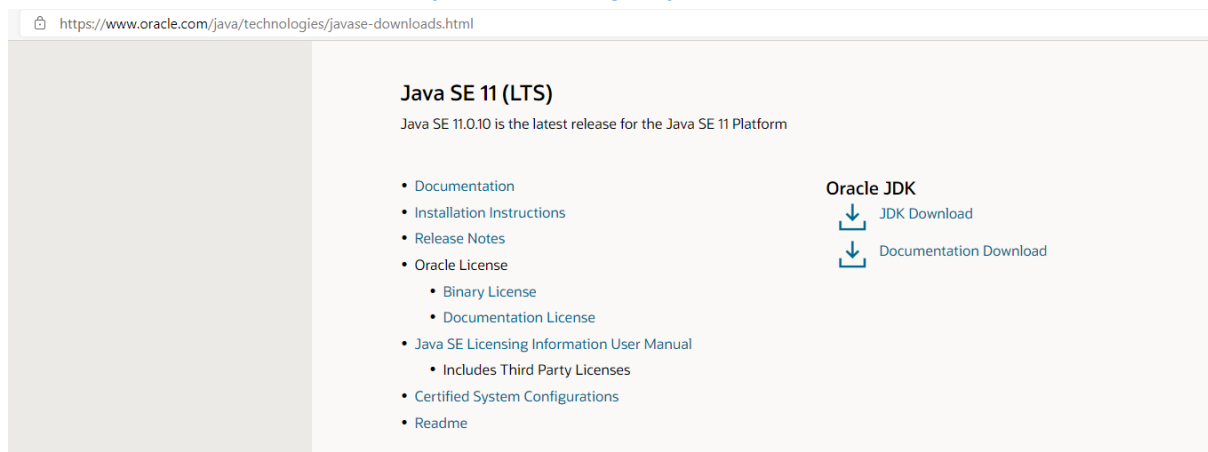 https://www.oracle.com/java/technologies/javase-downloads.html
Java SE 11 (LTS)
Java SE 11.0.10 is the latest release for the Java SE 11 Platform
• Documentation
• Installation Instructions
• Release Notes
• Oracle License
• Binary License
• Documentation License
• Java SE Licensing Information User Manual
• Includes Third Party Licenses
• Certified System Configurations
• Readme
Oracle JDK
JDK Download
Documentation Download